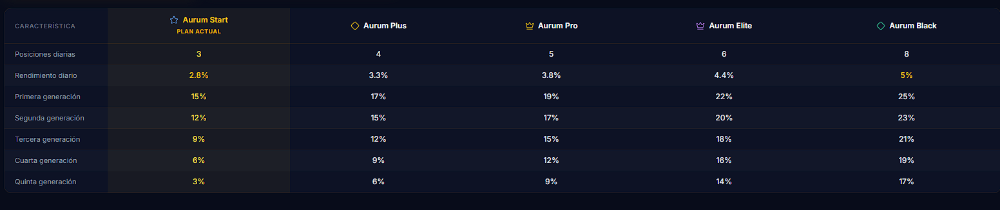 CARACTERÍSTICA Aurum Start Aurum Plus Aurum Pro Aurum Elite Aurum Black
PLAN ACTUAL
Posiciones diarias 3 4 5 6 8
Rendimiento diario 2.8% 3.3% 3.8% 4.4% 5%
Primera generación 15% 17% 19% 22% 25%
Segunda generación 12% 15% 17% 20% 23%
Tercera generación 9% 12% 15% 18% 21%
Cuarta generación 6% 9% 12% 16% 19%
Quinta generación 3% 6% 9% 14% 17%